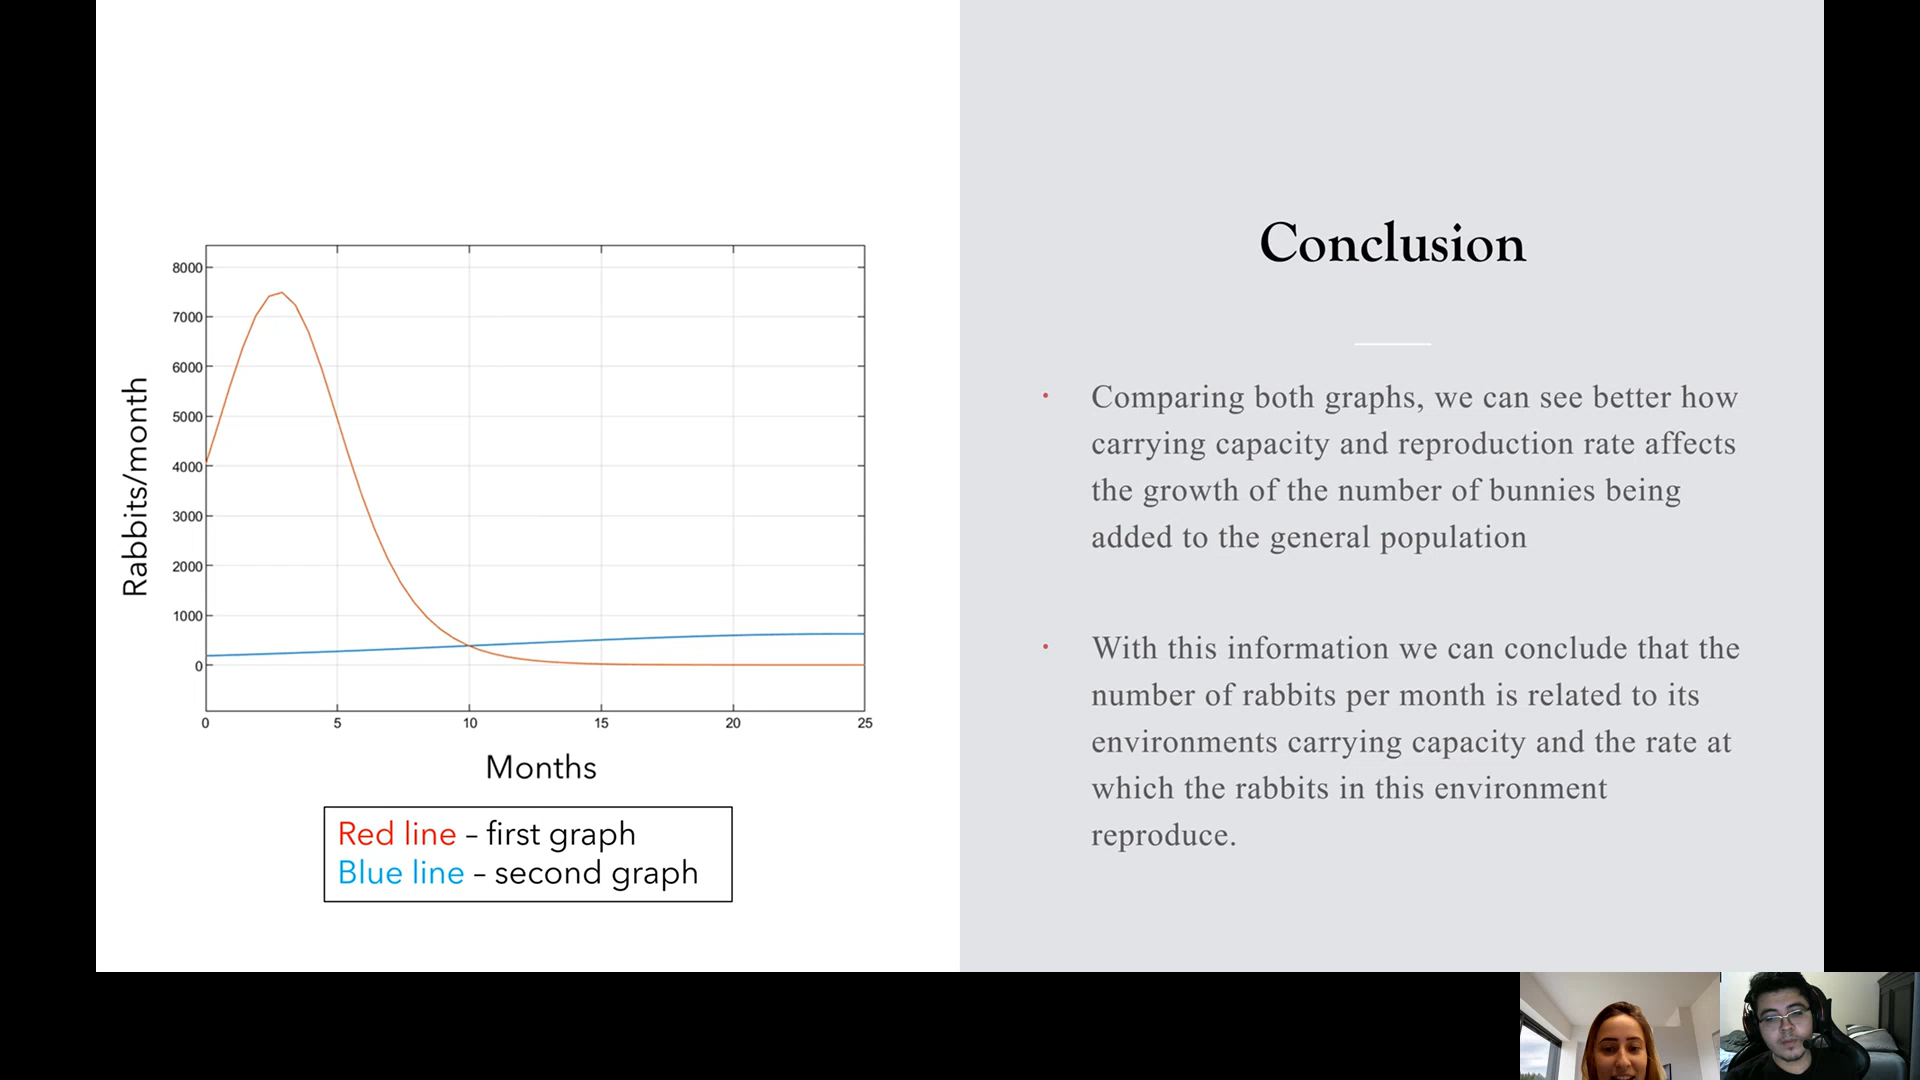 8000
7000
6000
5000
4000
3000
2000
1000
0
Rabbits/month
0 5 10 15 20 25
Months
Red line – first graph
Blue line – second graph
Conclusion
• Comparing both graphs, we can see better how
carrying capacity and reproduction rate affects
the growth of the number of bunnies being
added to the general population
• With this information we can conclude that the
number of rabbits per month is related to its
environments carrying capacity and the rate at
which the rabbits in this environment
reproduce.